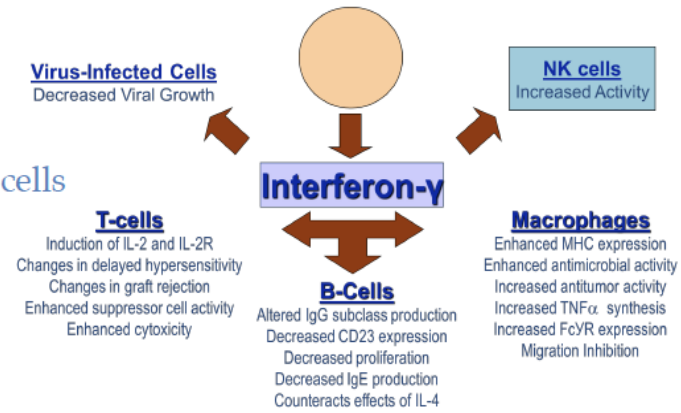 Virus-Infected Cells
Decreased Viral Growth
NK cells
Increased Activity
cells
Interferon-γ
T-cells
Induction of IL-2 and IL-2R
Changes in delayed hypersensitivity
Changes in graft rejection
Enhanced suppressor cell activity
Enhanced cytoxicity
B-Cells
Altered IgG subclass production
Decreased CD23 expression
Decreased proliferation
Decreased IgE production
Counteracts effects of IL-4
Macrophages
Enhanced MHC expression
Enhanced antimicrobial activity
Increased antitumor activity
Increased TNFα synthesis
Increased FcγR expression
Migration Inhibition